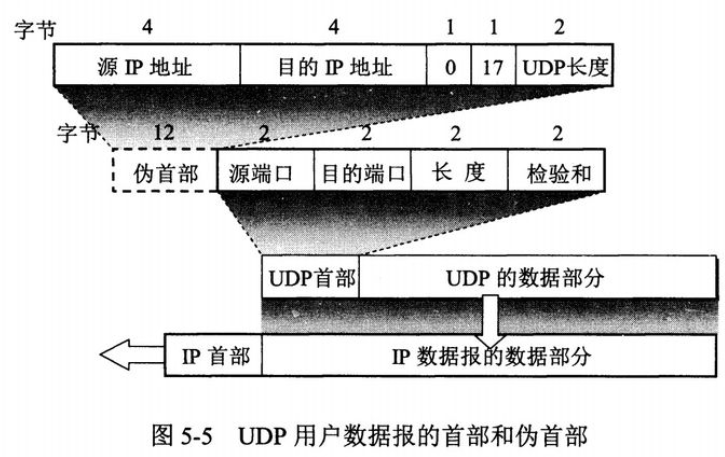 字节 4 4 1 1 2
源 IP 地址 目的 IP 地址 0 17 UDP长度
字节 12 2 2 2 2
伪首部 源端口 目的端口 长 度 检验和
UDP首部 UDP 的数据部分
IP 首部 IP 数据报的数据部分
图 5-5 UDP 用户数据报的首部和伪首部